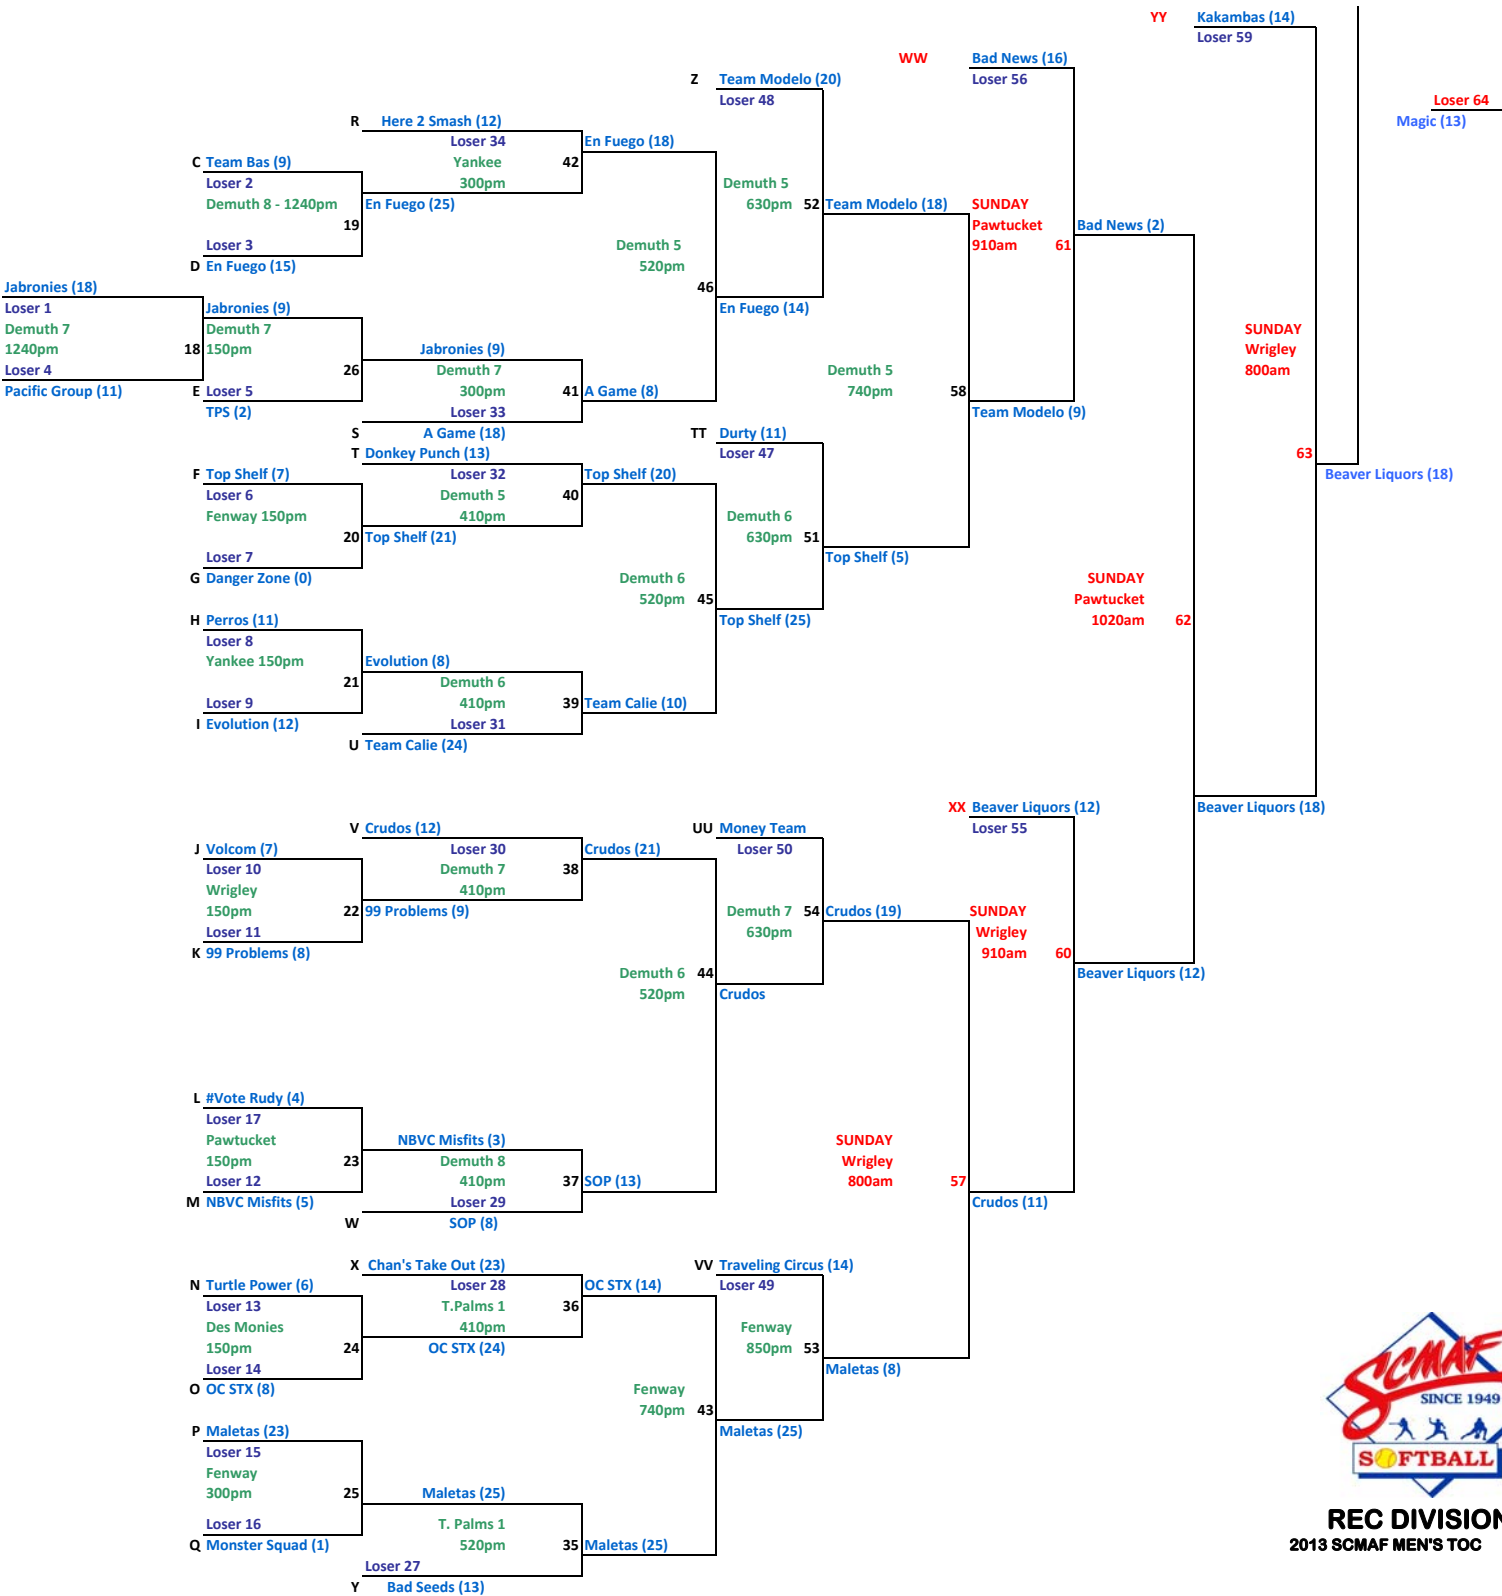 YY Kakambas (14)
Loser 59
WW Bad News (16)
Loser 56
Z Team Modelo (20)
Loser 48
Loser 64
Magic (13)
R Here 2 Smash (12)
Loser 34
Yankee 42
300pm
En Fuego (18)
C Team Bas (9)
Loser 2
Demuth 8 - 1240pm
19
Loser 3
D En Fuego (15)
En Fuego (25)
Demuth 5
630pm 52
Team Modelo (18)
SUNDAY
Pawtucket
910am 61
Bad News (2)
Demuth 5
520pm
46
En Fuego (14)
Jabronies (18)
Loser 1
Demuth 7
1240pm 18
Loser 4
Pacific Group (11)
Jabronies (9)
Demuth 7
150pm
26
E Loser 5
TPS (2)
Jabronies (9)
Demuth 7
300pm 41
Loser 33
S A Game (18)
A Game (8)
Demuth 5
740pm 58
Team Modelo (9)
SUNDAY
Wrigley
800am
63
Beaver Liquors (18)
TT Durty (11)
Loser 47
T Donkey Punch (13)
Loser 32
Demuth 5 40
410pm
Top Shelf (20)
F Top Shelf (7)
Loser 6
Fenway 150pm
20
Loser 7
G Danger Zone (0)
Top Shelf (21)
Demuth 6
630pm 51
Top Shelf (5)
Demuth 6
520pm 45
Top Shelf (25)
SUNDAY
Pawtucket
1020am 62
H Perros (11)
Loser 8
Yankee 150pm
21
Loser 9
I Evolution (12)
Evolution (8)
Demuth 6
410pm 39
Loser 31
U Team Calie (24)
Team Calie (10)
XX Beaver Liquors (12)
Loser 55
Beaver Liquors (18)
V Crudos (12)
Loser 30
Demuth 7 38
410pm
Crudos (21)
UU Money Team
Loser 50
J Volcom (7)
Loser 10
Wrigley
150pm 22
Loser 11
K 99 Problems (8)
99 Problems (9)
Demuth 7 54
630pm
Crudos (19)
SUNDAY
Wrigley
910am 60
Beaver Liquors (12)
Demuth 6 44
520pm
Crudos
L #Vote Rudy (4)
Loser 17
Pawtucket
150pm 23
Loser 12
M NBVC Misfits (5)
NBVC Misfits (3)
Demuth 8
410pm 37
Loser 29
W SOP (8)
SOP (13)
SUNDAY
Wrigley
800am 57
Crudos (11)
X Chan's Take Out (23)
Loser 28
T.Palms 1 36
410pm
OC STX (24)
OC STX (14)
VV Traveling Circus (14)
Loser 49
N Turtle Power (6)
Loser 13
Des Monies
150pm 24
Loser 14
O OC STX (8)
Fenway
850pm 53
Maletas (8)
Fenway
740pm 43
Maletas (25)
P Maletas (23)
Loser 15
Fenway
300pm 25
Loser 16
Q Monster Squad (1)
Maletas (25)
T. Palms 1
520pm 35
Loser 27
Y Bad Seeds (13)
Maletas (25)
SCMAF
SINCE 1949
SOFTBALL
REC DIVISION
2013 SCMAF MEN'S TOC